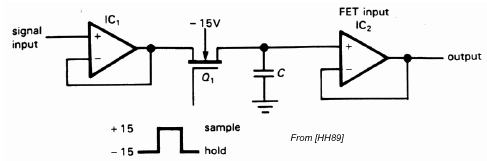 signal
input
IC1
+
−
− 15V
Q1
C
FET input
IC2
+
−
output
+ 15 sample
− 15 hold
From [HH89]